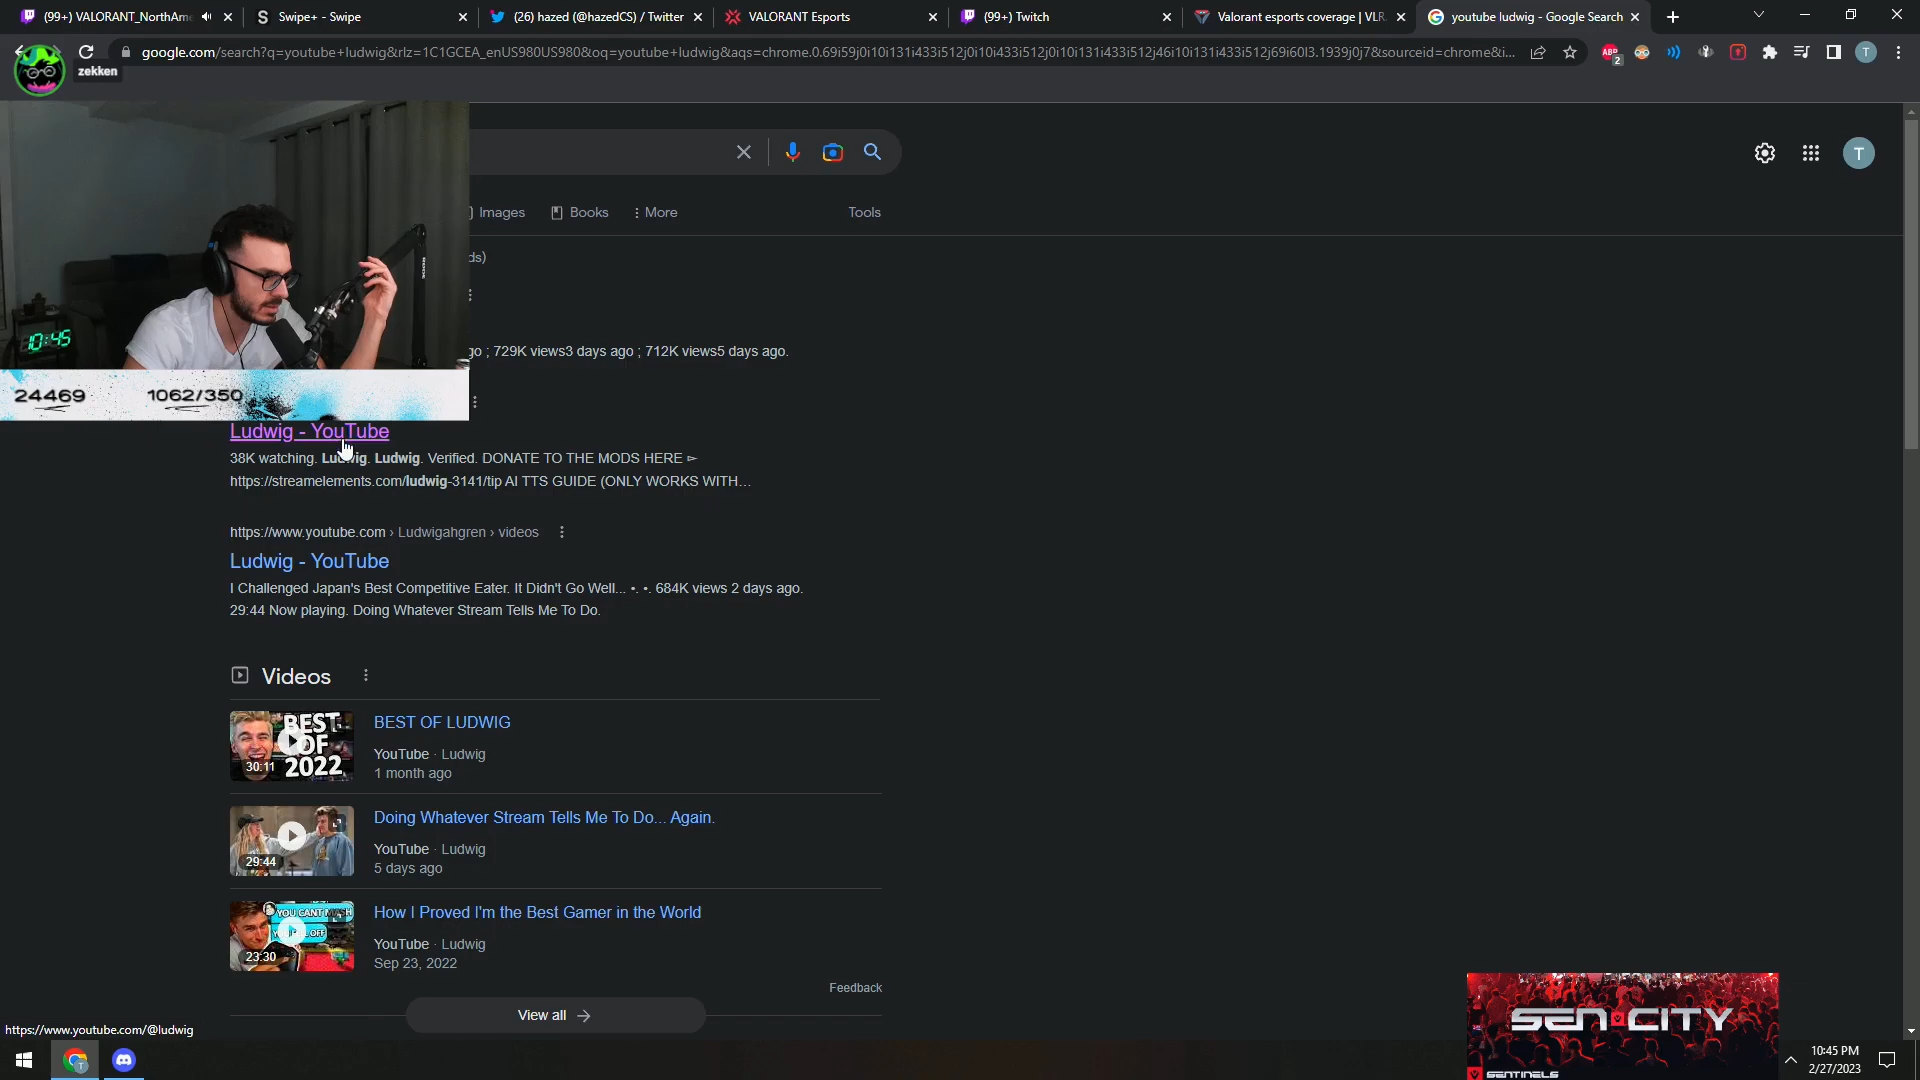 (99+) VALORANT_NorthAme
Swipe+ - Swipe
(26) hazed (@hazedCS) / Twitter
VALORANT Esports
(99+) Twitch
Valorant esports coverage | VLR.
youtube ludwig - Google Search
google.com/search?q=youtube+ludwig&rlz=1C1GCEA_enUS980US980&oq=youtube+ludwig&aqs=chrome.0.69i59j0i10i131i433i512j0i10i433i512j0i10i131i433i512j46i10i131i433i512j69i60l3.1939j0j7&sourceid=chrome&i...
ABP
2
T
zekken
T
Images
Books
More
Tools
ds)
go ; 729K views3 days ago ; 712K views5 days ago.
10:45
24469
1062/350
Ludwig - YouTube
38K watching. Ludwig. Ludwig. Verified. DONATE TO THE MODS HERE ►
https://streamelements.com/ludwig-3141/tip AI TTS GUIDE (ONLY WORKS WITH...
https://www.youtube.com › Ludwigahgren › videos
Ludwig - YouTube
I Challenged Japan's Best Competitive Eater. It Didn't Go Well... •. •. 684K views 2 days ago.
29:44 Now playing. Doing Whatever Stream Tells Me To Do.
Videos
BEST OF 2022
30:11
BEST OF LUDWIG
YouTube · Ludwig
1 month ago
29:44
Doing Whatever Stream Tells Me To Do... Again.
YouTube · Ludwig
5 days ago
YOU CANT MASH
23:30
How I Proved I'm the Best Gamer in the World
YouTube · Ludwig
Sep 23, 2022
Feedback
View all
SEN CITY
SENTINELS
https://www.youtube.com/@ludwig
10:45 PM
2/27/2023